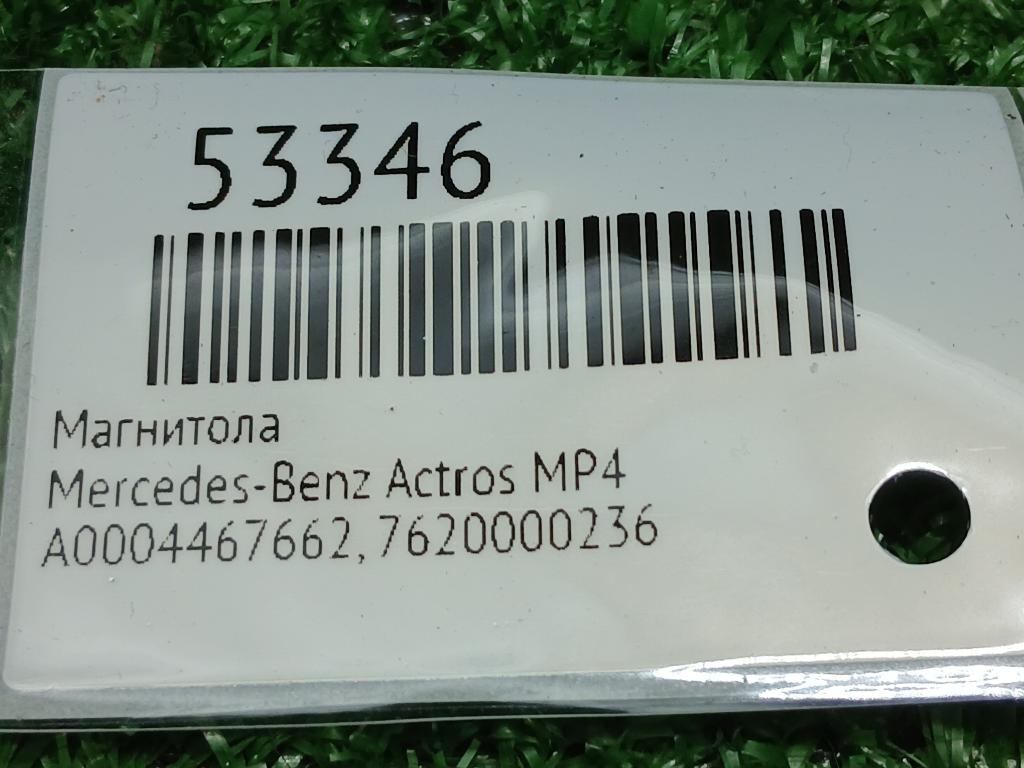 53346
Магнитола
Mercedes-Benz Actros MP4
A0004467662, 7620000236